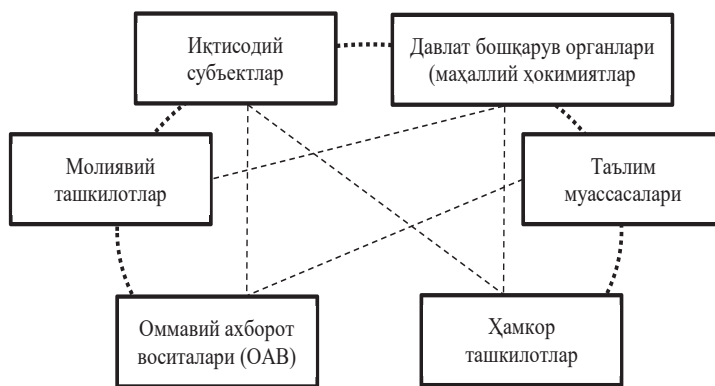 Иқтисодий
субъектлар
Давлат бошқарув органлари
(маҳаллий ҳокимиятлар
Молиявий
ташкилотлар
Таълим
муассасалари
Оммавий ахборот
воситалари (ОАВ)
Ҳамкор
ташкилотлар